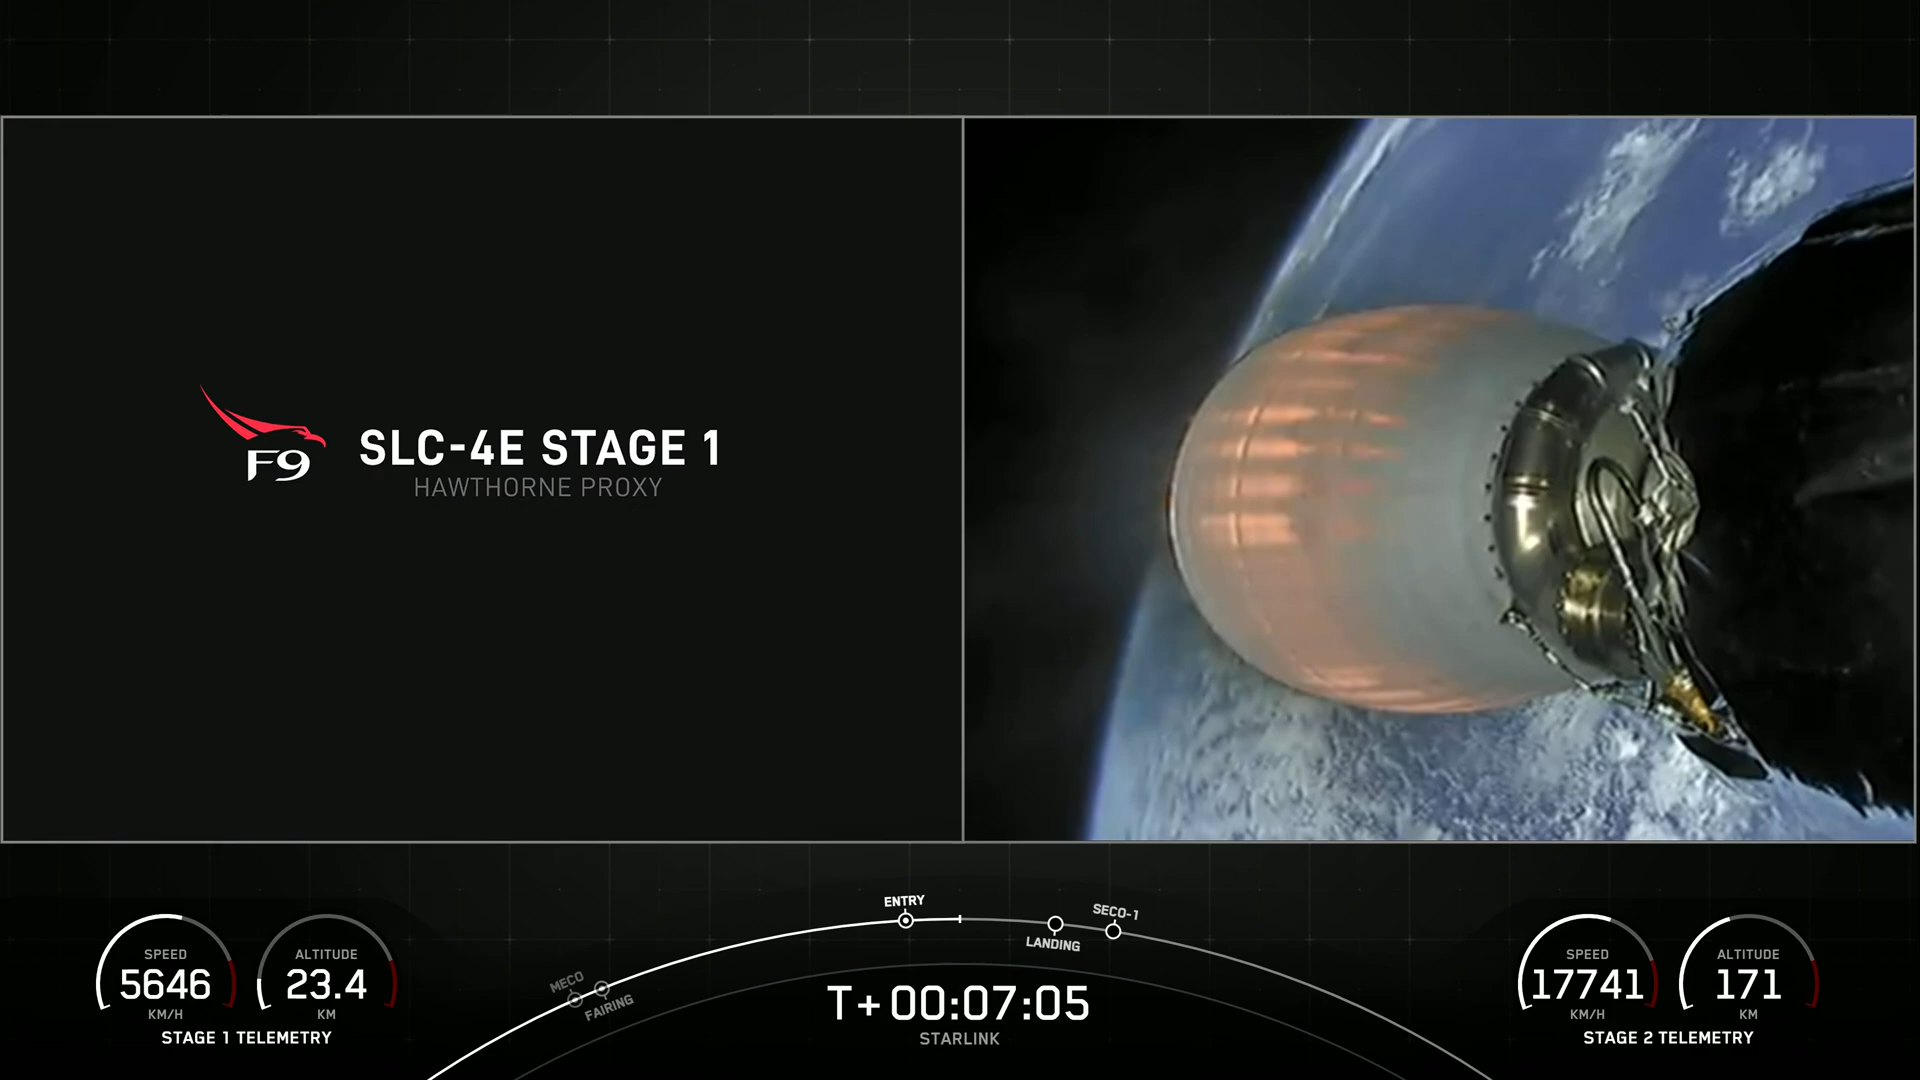 F9
SLC-4E STAGE 1
HAWTHORNE PROXY
SPEED
5646
KM/H
ALTITUDE
23.4
KM
STAGE 1 TELEMETRY
MECO
FAIRING
ENTRY
LANDING
SECO-1
T+00:07:05
STARLINK
SPEED
17741
KM/H
ALTITUDE
171
KM
STAGE 2 TELEMETRY